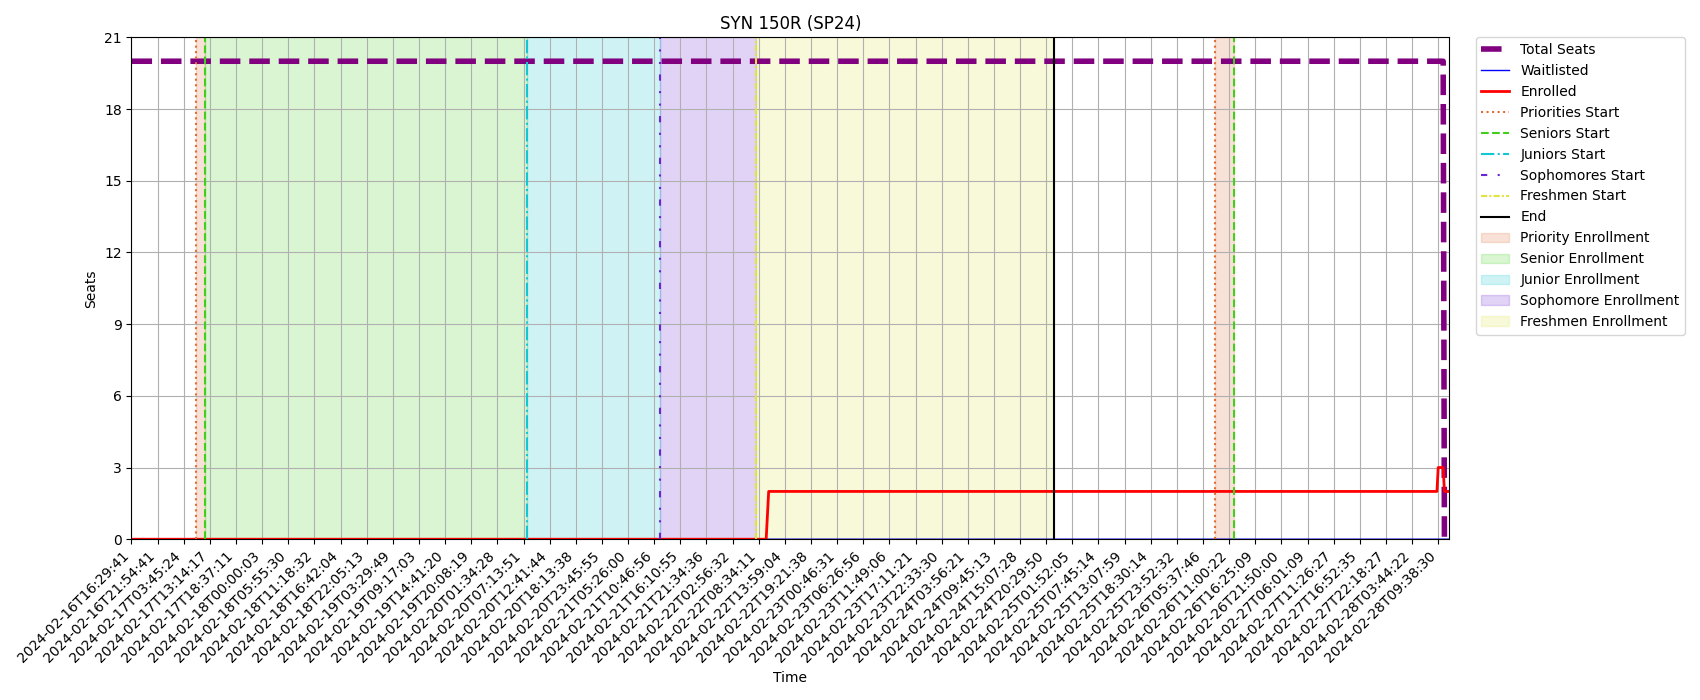 SYN 150R (SP24)
Seats
21
18
15
12
9
6
3
0
2024-02-16T16:29:41
2024-02-16T21:54:41
2024-02-17T03:45:24
2024-02-17T13:14:17
2024-02-17T18:37:11
2024-02-18T00:00:03
2024-02-18T05:55:30
2024-02-18T11:18:32
2024-02-18T16:42:04
2024-02-18T22:05:13
2024-02-19T03:29:49
2024-02-19T09:17:03
2024-02-19T14:41:20
2024-02-19T20:08:19
2024-02-20T01:34:28
2024-02-20T07:13:51
2024-02-20T12:41:44
2024-02-20T18:13:38
2024-02-20T23:45:55
2024-02-21T05:26:00
2024-02-21T10:46:56
2024-02-21T16:10:55
2024-02-21T21:34:36
2024-02-22T02:56:32
2024-02-22T08:34:11
2024-02-22T13:59:04
2024-02-22T19:21:38
2024-02-23T00:46:31
2024-02-23T06:26:56
2024-02-23T11:49:06
2024-02-23T17:11:21
2024-02-23T22:33:30
2024-02-24T03:56:21
2024-02-24T09:45:13
2024-02-24T15:07:28
2024-02-24T20:29:50
2024-02-25T01:52:05
2024-02-25T07:45:14
2024-02-25T13:07:59
2024-02-25T18:30:14
2024-02-25T23:52:32
2024-02-26T05:37:46
2024-02-26T11:00:22
2024-02-26T16:25:09
2024-02-26T21:50:00
2024-02-27T06:01:09
2024-02-27T11:26:27
2024-02-27T16:52:35
2024-02-27T22:18:27
2024-02-28T03:44:22
2024-02-28T09:38:30
Time
Total Seats
Waitlisted
Enrolled
Priorities Start
Seniors Start
Juniors Start
Sophomores Start
Freshmen Start
End
Priority Enrollment
Senior Enrollment
Junior Enrollment
Sophomore Enrollment
Freshmen Enrollment